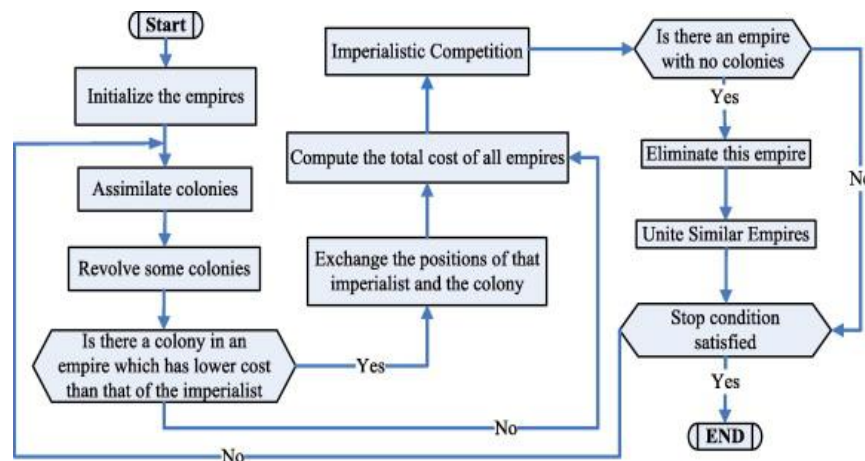 Start
Initialize the empires
Assimilate colonies
Revolve some colonies
Is there a colony in an
empire which has lower cost
than that of the imperialist
Yes
No
Exchange the positions of that
imperialist and the colony
Compute the total cost of all empires
Imperialistic Competition
Is there an empire
with no colonies
Yes
No
Eliminate this empire
Unite Similar Empires
Stop condition
satisfied
Yes
No
END